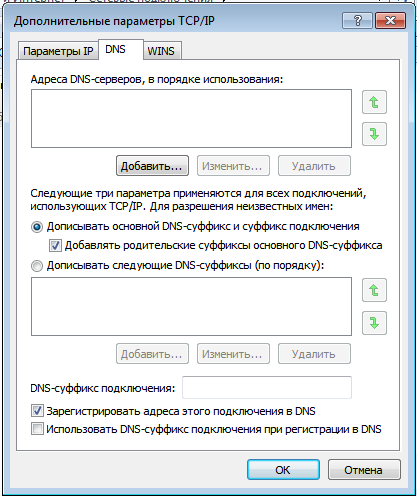 Дополнительные параметры TCP/IP
Параметры IP DNS WINS
Адреса DNS-серверов, в порядке использования:
Добавить... Изменить... Удалить
Следующие три параметра применяются для всех подключений,
использующих TCP/IP. Для разрешения неизвестных имен:
Дописывать основной DNS-суффикс и суффикс подключения
Добавлять родительские суффиксы основного DNS-суффикса
Дописывать следующие DNS-суффиксы (по порядку):
Добавить... Изменить... Удалить
DNS-суффикс подключения:
Зарегистрировать адреса этого подключения в DNS
Использовать DNS-суффикс подключения при регистрации в DNS
ОК Отмена